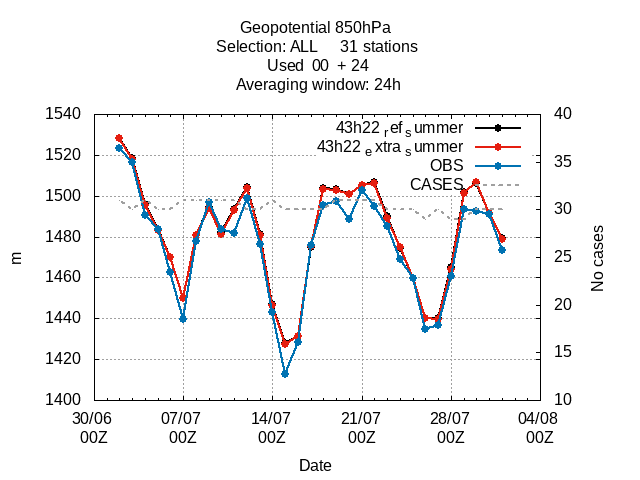 Geopotential 850hPa
Selection: ALL 31 stations
Used 00 + 24
Averaging window: 24h
1540 40
43h22refsummer
43h22extrasummer
1520 35
OBS
CASES
1500 30
1480
m
No cases
25
1460
20
1440
15
1420
1400 10
30/06 07/07 14/07 21/07 28/07 04/08
00Z 00Z 00Z 00Z 00Z 00Z
Date